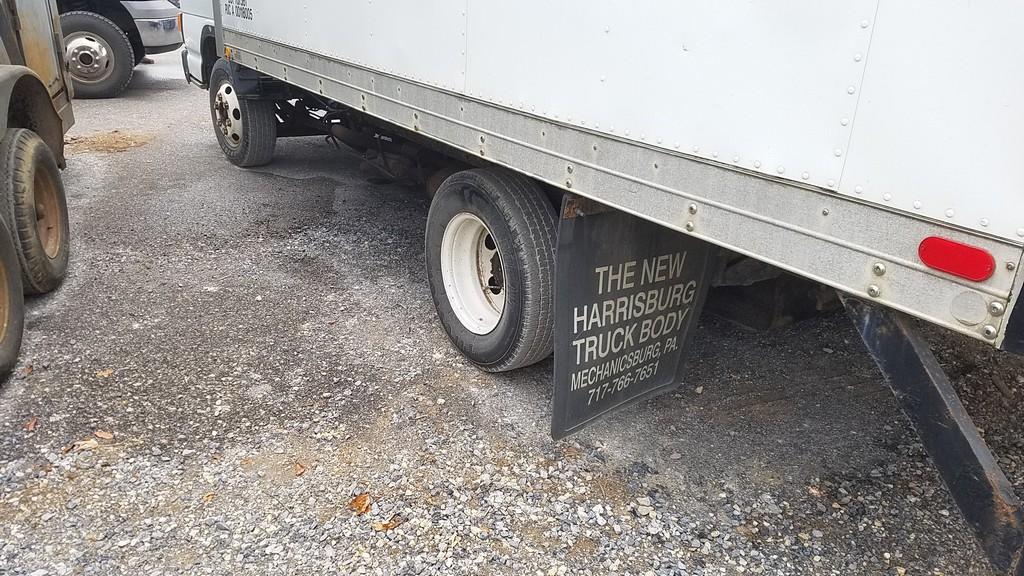 THE NEW
HARRISBURG
TRUCK BODY
MECHANICSBURG, PA.
717-766-7651